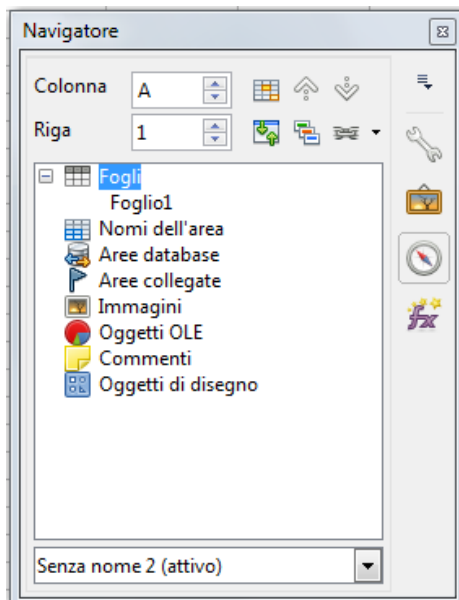 Navigatore
Colonna A
Riga 1
Fogli
Foglio1
Nomi dell'area
Aree database
Aree collegate
Immagini
Oggetti OLE
Commenti
Oggetti di disegno
Senza nome 2 (attivo)
fx